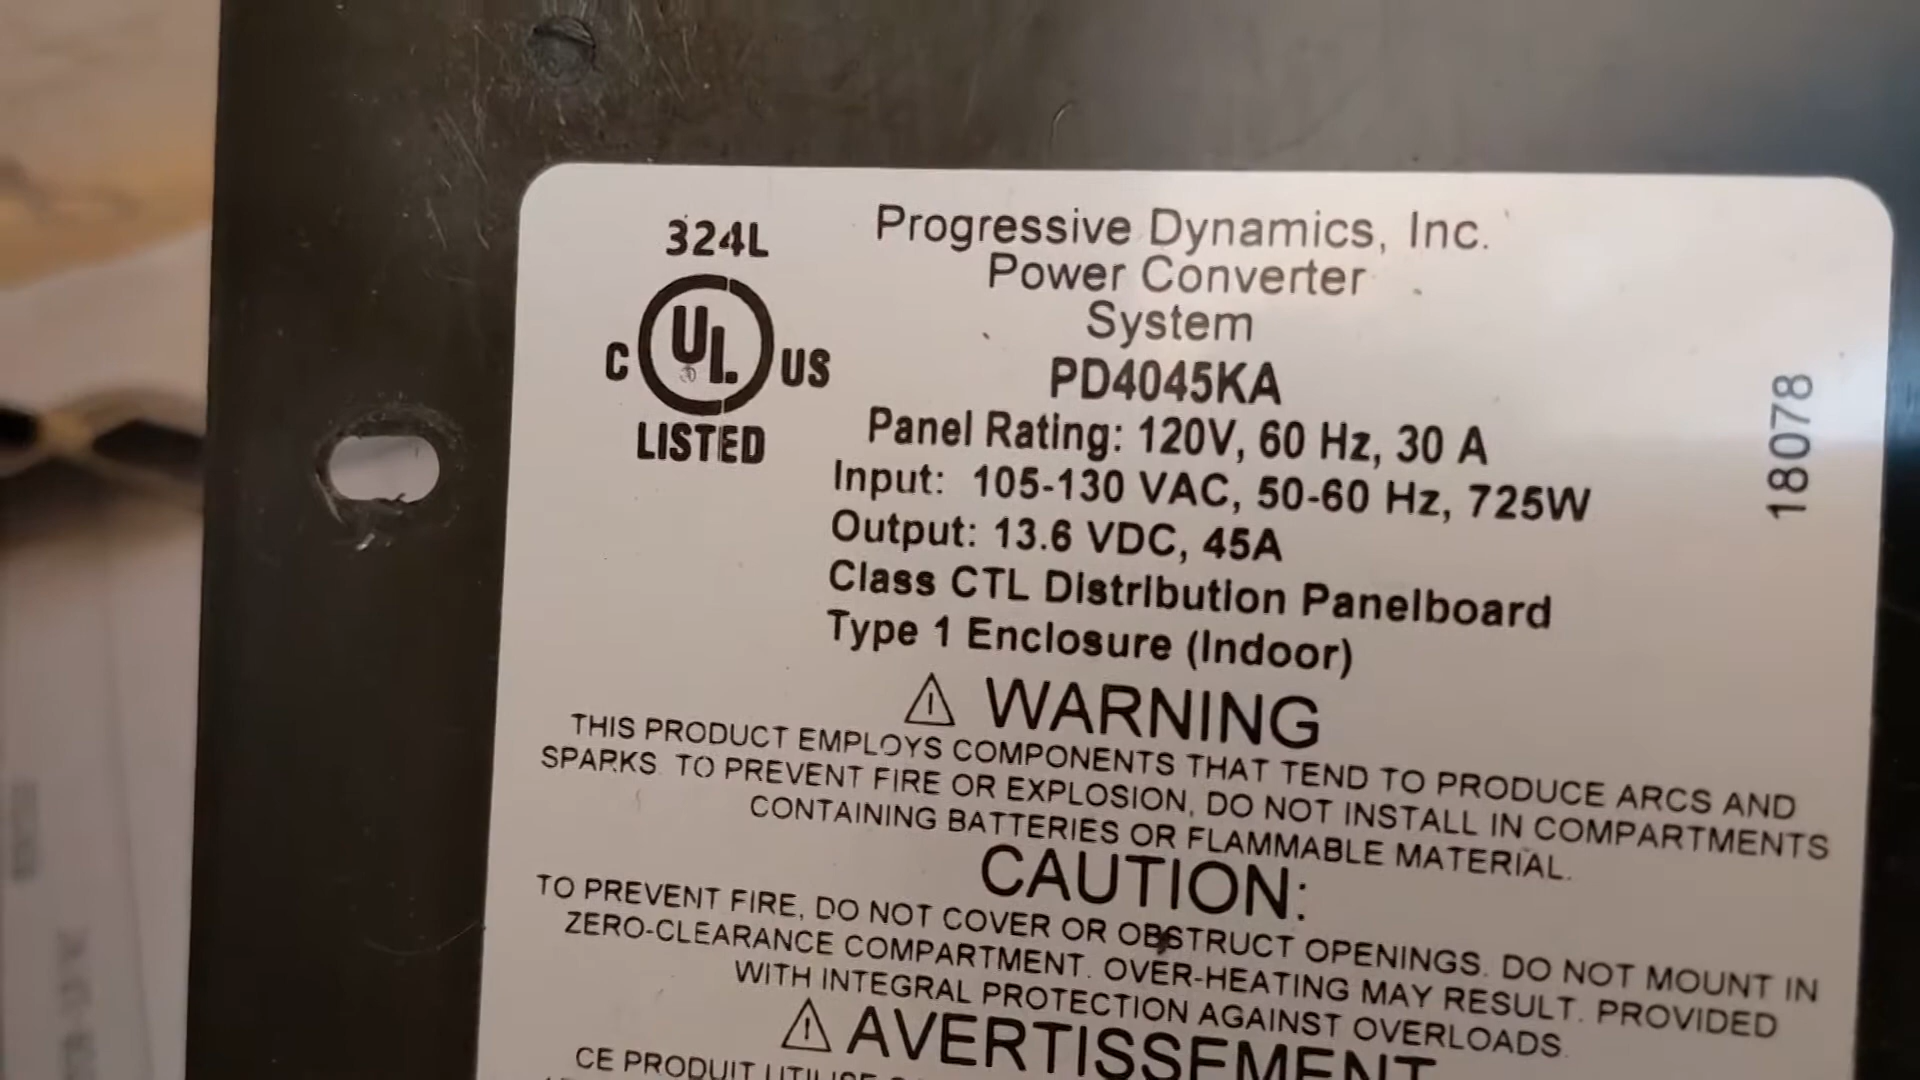 324L
C UL US
LISTED
Progressive Dynamics, Inc.
Power Converter
System
PD4045KA
Panel Rating: 120V, 60 Hz, 30 A
Input: 105-130 VAC, 50-60 Hz, 725W
Output: 13.6 VDC, 45A
Class CTL Distribution Panelboard
Type 1 Enclosure (Indoor)
18078
⚠ WARNING
THIS PRODUCT EMPLOYS COMPONENTS THAT TEND TO PRODUCE ARCS AND
SPARKS. TO PREVENT FIRE OR EXPLOSION, DO NOT INSTALL IN COMPARTMENTS
CONTAINING BATTERIES OR FLAMMABLE MATERIAL.
CAUTION:
TO PREVENT FIRE, DO NOT COVER OR OBSTRUCT OPENINGS. DO NOT MOUNT IN
ZERO-CLEARANCE COMPARTMENT. OVER-HEATING MAY RESULT. PROVIDED
WITH INTEGRAL PROTECTION AGAINST OVERLOADS.
⚠ AVERTISSEMENT
CE PRODUIT UTILISE